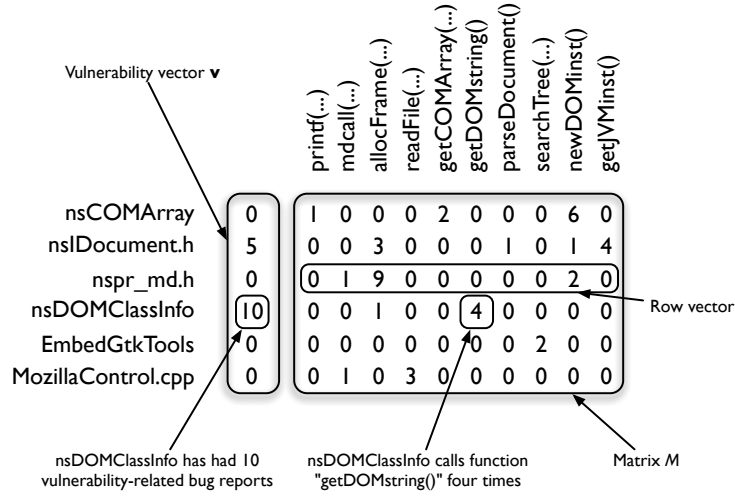 Vulnerability vector v
printf(...)
mdcall(...)
allocFrame(...)
readFile(...)
getCOMArray(...)
getDOMstring()
parseDocument()
searchTree(...)
newDOMinst()
getJVMinst()
nsCOMArray 0 1 0 0 0 2 0 0 0 6 0
nsIDocument.h 5 0 0 3 0 0 0 1 0 1 4
nspr_md.h 0 0 1 9 0 0 0 0 0 2 0
nsDOMClassInfo 10 0 0 1 0 0 4 0 0 0 0
EmbedGtkTools 0 0 0 0 0 0 0 0 2 0 0
MozillaControl.cpp 0 0 1 0 3 0 0 0 0 0 0
Row vector
nsDOMClassInfo has had 10
vulnerability-related bug reports
nsDOMClassInfo calls function
"getDOMstring()" four times
Matrix M